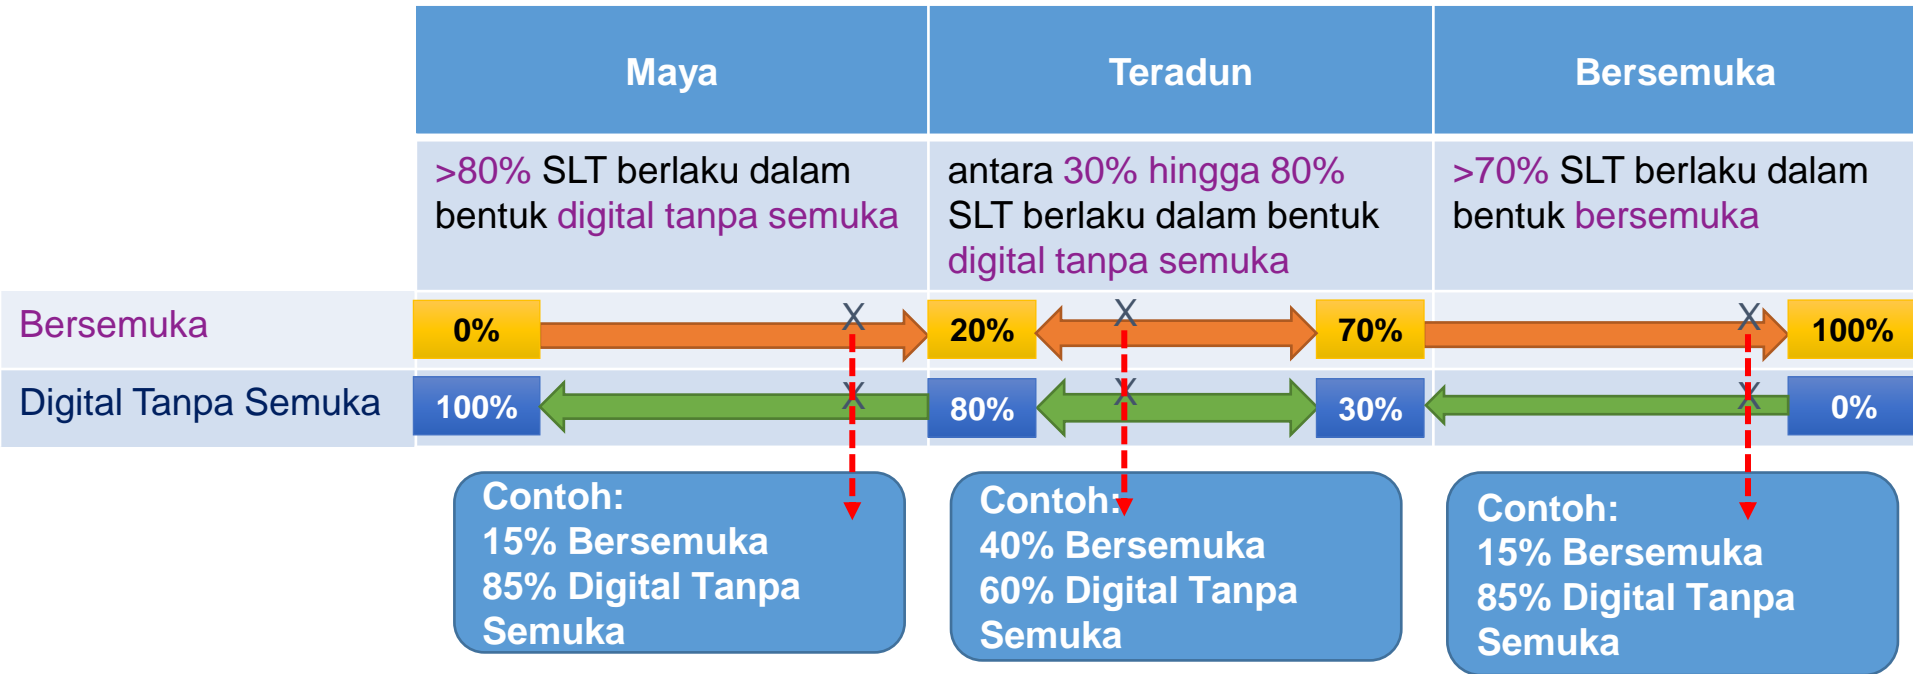 Maya
Teradun
Bersemuka
>80% SLT berlaku dalam
bentuk digital tanpa semuka
antara 30% hingga 80%
SLT berlaku dalam bentuk
digital tanpa semuka
>70% SLT berlaku dalam
bentuk bersemuka
Bersemuka
0%
X
20%
X
70%
X
100%
Digital Tanpa Semuka
100%
X
80%
X
30%
X
0%
Contoh:
15% Bersemuka
85% Digital Tanpa
Semuka
Contoh:
40% Bersemuka
60% Digital Tanpa
Semuka
Contoh:
15% Bersemuka
85% Digital Tanpa
Semuka